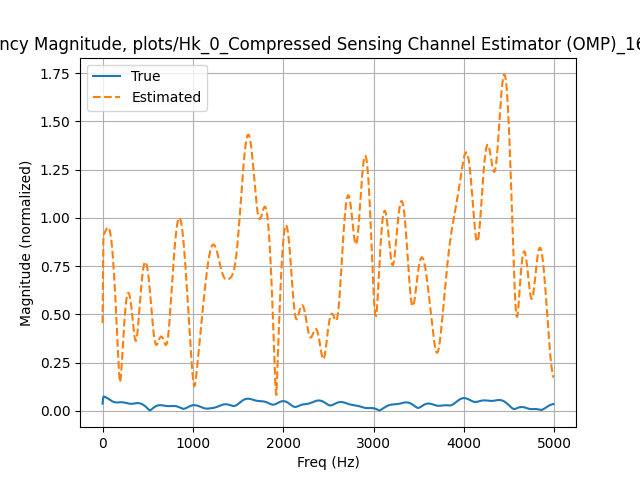 ncy Magnitude, plots/Hk_0_Compressed Sensing Channel Estimator (OMP)_16
True
Estimated
Magnitude (normalized)
1.75
1.50
1.25
1.00
0.75
0.50
0.25
0.00
0 1000 2000 3000 4000 5000
Freq (Hz)